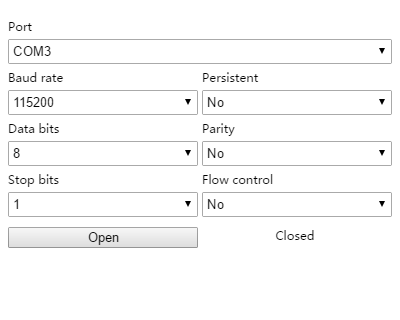 Port
COM3
Baud rate Persistent
115200 No
Data bits Parity
8 No
Stop bits Flow control
1 No
Open Closed